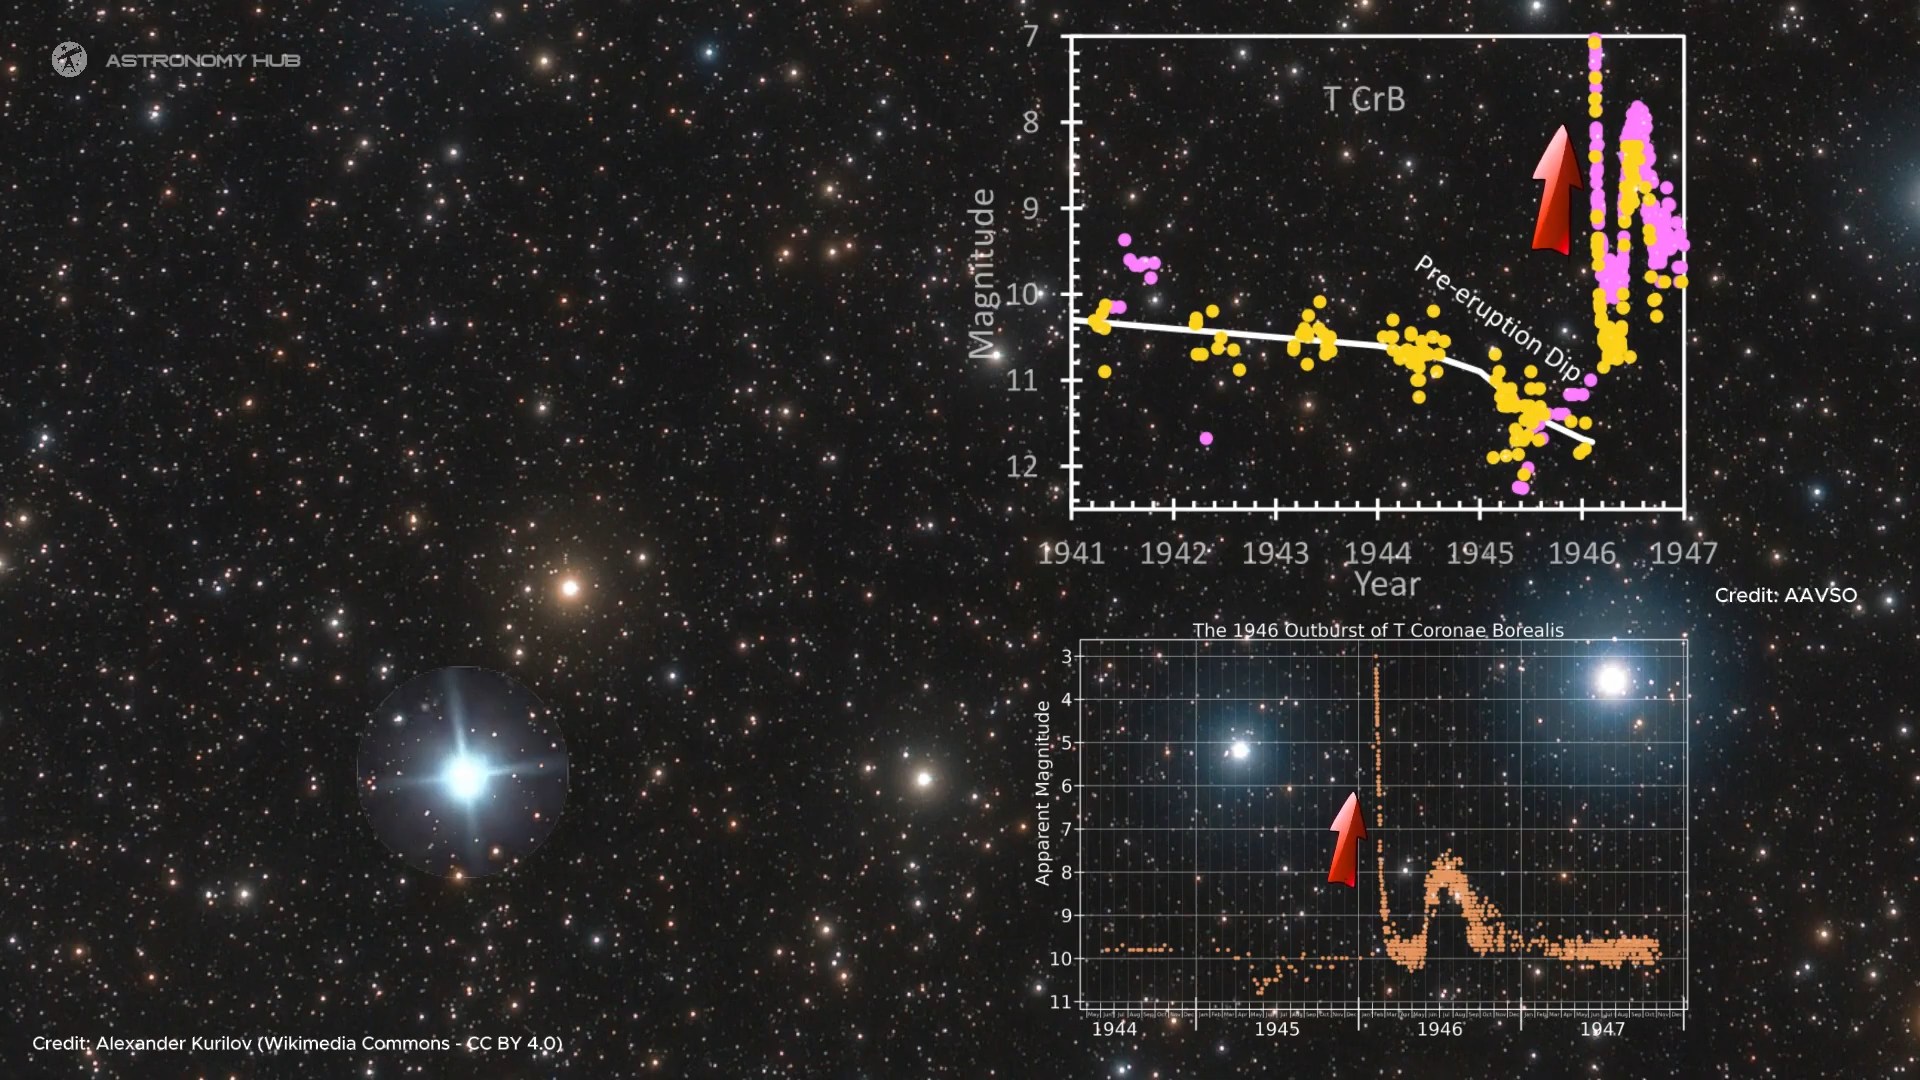 ASTRONOMY HUB
7
8
9
10
11
12
Magnitude
T CrB
Pre-eruption Dip
1941 1942 1943 1944 1945 1946 1947
Year
Credit: AAVSO
The 1946 Outburst of T Coronae Borealis
3
4
5
6
7
8
9
10
11
Apparent Magnitude
1944 1945 1946 1947
Credit: Alexander Kurilov (Wikimedia Commons - CC BY 4.0)